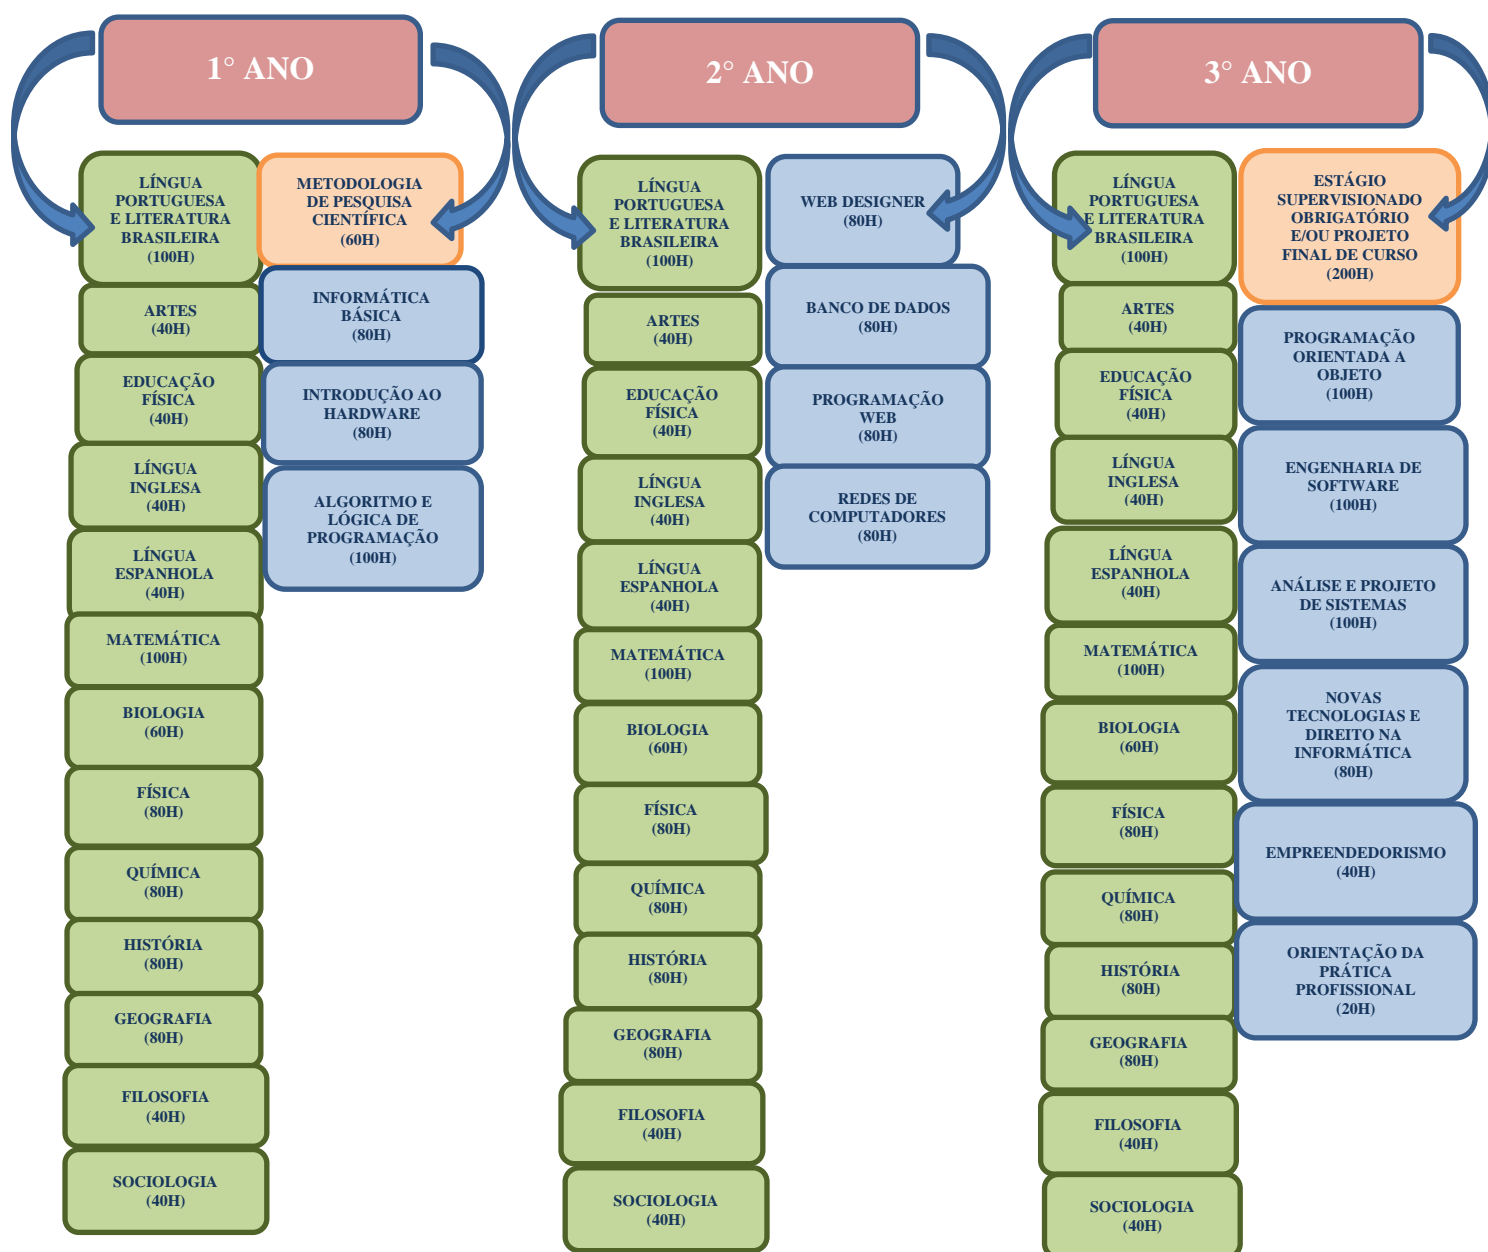 1° ANO
LÍNGUA
PORTUGUESA
E LITERATURA
BRASILEIRA
(100H)
ARTES
(40H)
EDUCAÇÃO
FÍSICA
(40H)
LÍNGUA
INGLESA
(40H)
LÍNGUA
ESPANHOLA
(40H)
MATEMÁTICA
(100H)
BIOLOGIA
(60H)
FÍSICA
(80H)
QUÍMICA
(80H)
HISTÓRIA
(80H)
GEOGRAFIA
(80H)
FILOSOFIA
(40H)
SOCIOLOGIA
(40H)
METODOLOGIA
DE PESQUISA
CIENTÍFICA
(60H)
INFORMÁTICA
BÁSICA
(80H)
INTRODUÇÃO AO
HARDWARE
(80H)
ALGORITMO E
LÓGICA DE
PROGRAMAÇÃO
(100H)
2° ANO
LÍNGUA
PORTUGUESA
E LITERATURA
BRASILEIRA
(100H)
ARTES
(40H)
EDUCAÇÃO
FÍSICA
(40H)
LÍNGUA
INGLESA
(40H)
LÍNGUA
ESPANHOLA
(40H)
MATEMÁTICA
(100H)
BIOLOGIA
(60H)
FÍSICA
(80H)
QUÍMICA
(80H)
HISTÓRIA
(80H)
GEOGRAFIA
(80H)
FILOSOFIA
(40H)
SOCIOLOGIA
(40H)
WEB DESIGNER
(80H)
BANCO DE DADOS
(80H)
PROGRAMAÇÃO
WEB
(80H)
REDES DE
COMPUTADORES
(80H)
3° ANO
LÍNGUA
PORTUGUESA
E LITERATURA
BRASILEIRA
(100H)
ARTES
(40H)
EDUCAÇÃO
FÍSICA
(40H)
LÍNGUA
INGLESA
(40H)
LÍNGUA
ESPANHOLA
(40H)
MATEMÁTICA
(100H)
BIOLOGIA
(60H)
FÍSICA
(80H)
QUÍMICA
(80H)
HISTÓRIA
(80H)
GEOGRAFIA
(80H)
FILOSOFIA
(40H)
SOCIOLOGIA
(40H)
ESTÁGIO
SUPERVISIONADO
OBRIGATÓRIO
E/OU PROJETO
FINAL DE CURSO
(200H)
PROGRAMAÇÃO
ORIENTADA A
OBJETO
(100H)
ENGENHARIA DE
SOFTWARE
(100H)
ANÁLISE E PROJETO
DE SISTEMAS
(100H)
NOVAS
TECNOLOGIAS E
DIREITO NA
INFORMÁTICA
(80H)
EMPREENDEDORISMO
(40H)
ORIENTAÇÃO DA
PRÁTICA
PROFISSIONAL
(20H)